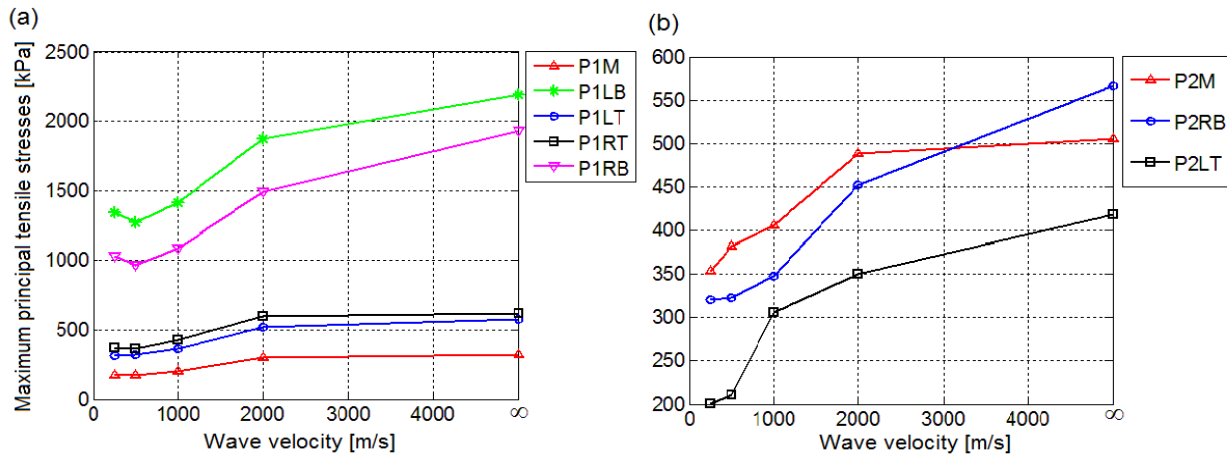 (a)
Maximum principal tensile stresses [kPa]
2500
2000
1500
1000
500
0
0 1000 2000 3000 4000 ∞
Wave velocity [m/s]
P1M
P1LB
P1LT
P1RT
P1RB
(b)
600
550
500
450
400
350
300
250
200
0 1000 2000 3000 4000 ∞
Wave velocity [m/s]
P2M
P2RB
P2LT